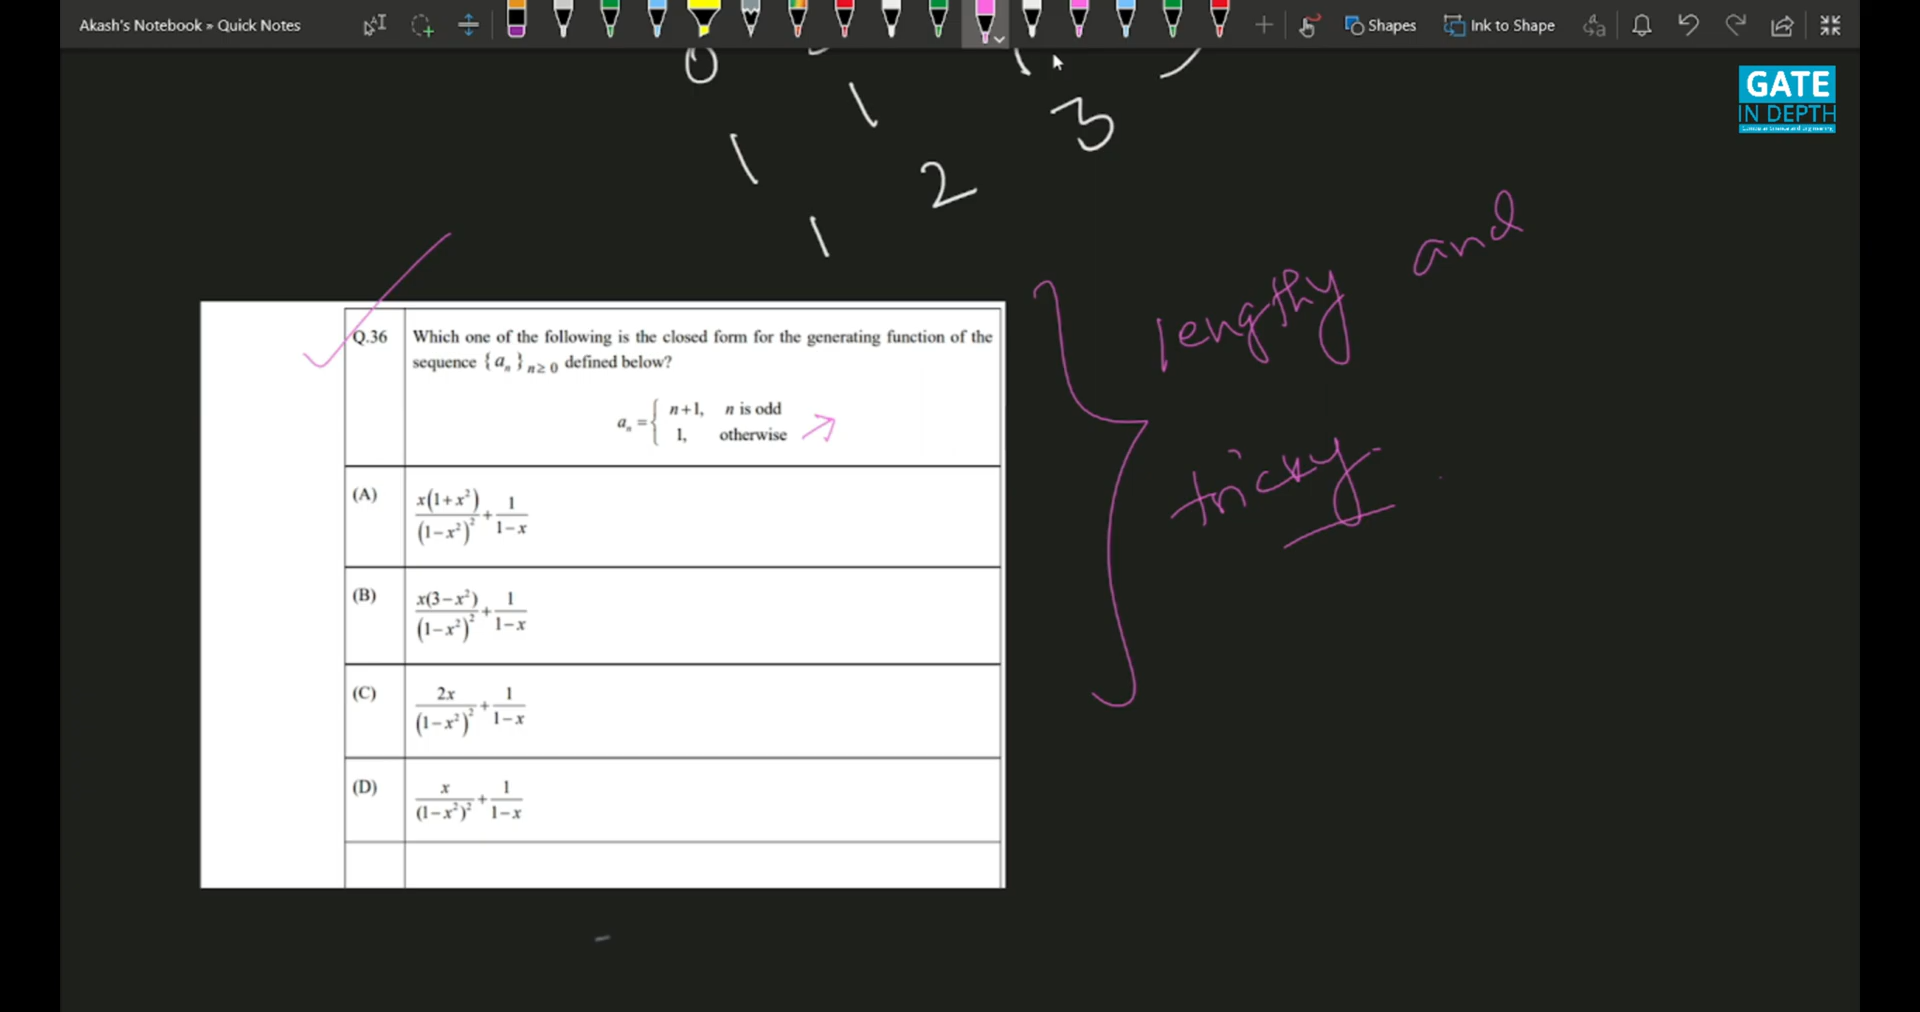 Akash's Notebook » Quick Notes
Shapes
Ink to Shape
GATE
IN DEPTH
0
1
3
1
2
1
lengthy and
tricky.
Q.36 Which one of the following is the closed form for the generating function of the
sequence {aₙ}ₙ≥₀ defined below?
aₙ = { n+1, n is odd
1, otherwise
(A) x(1+x²)/(1−x²)² + 1/(1−x)
(B) x(3−x²)/(1−x²)² + 1/(1−x)
(C) 2x/(1−x²)² + 1/(1−x)
(D) x/(1−x²)² + 1/(1−x)